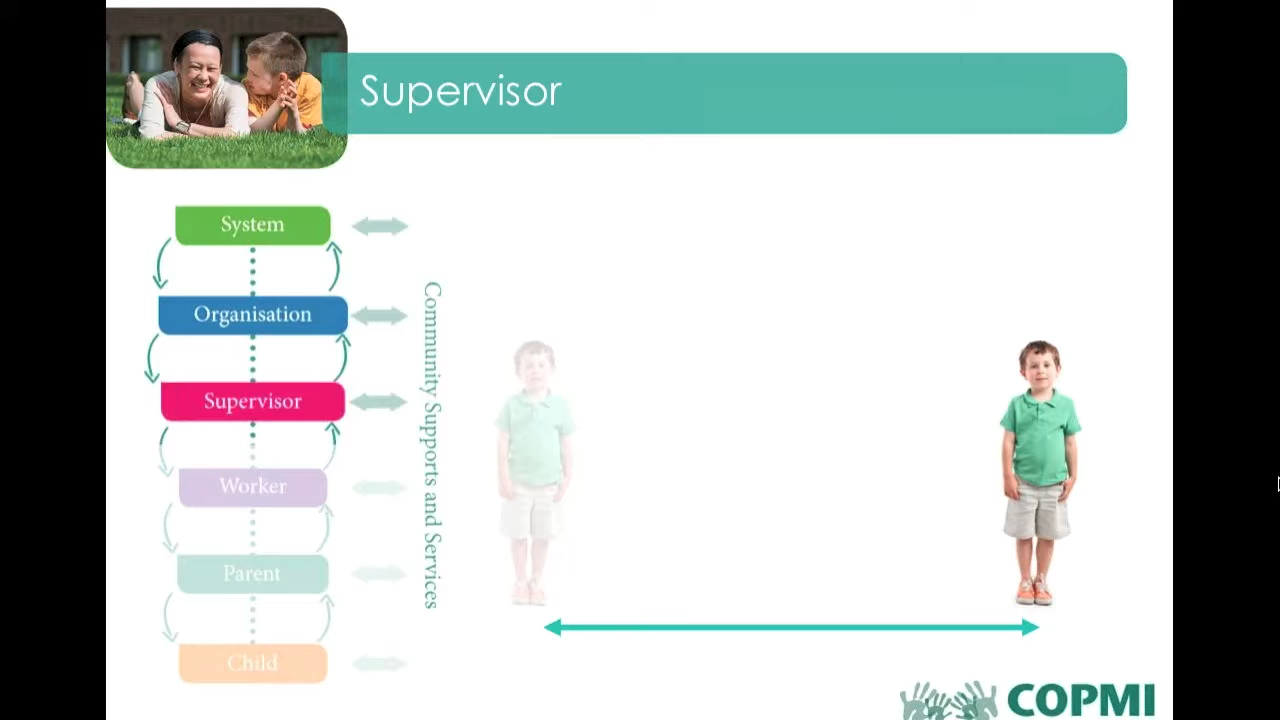 Supervisor
System
Organisation
Supervisor
Worker
Parent
Child
Community Supports and Services
COPMI